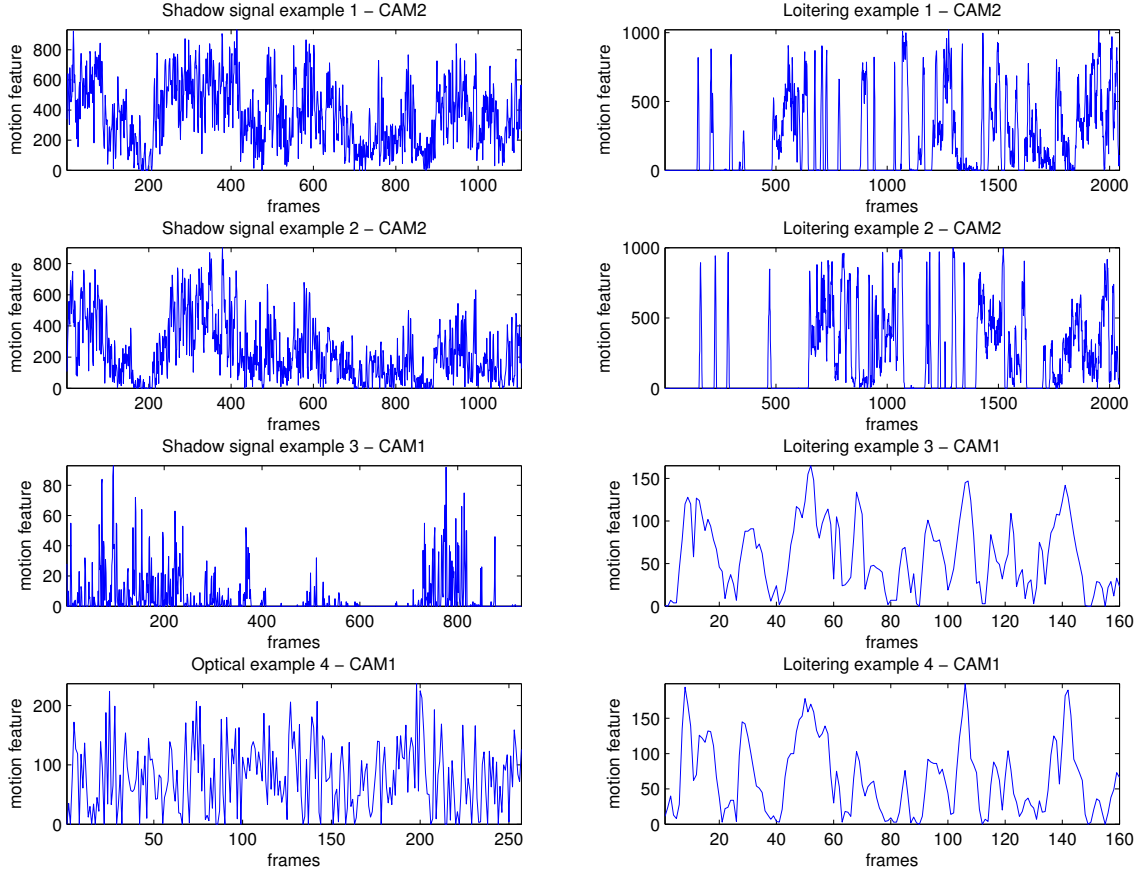 Shadow signal example 1 − CAM2
motion feature
800
600
400
200
0
200 400 600 800 1000
frames
Loitering example 1 − CAM2
motion feature
1000
500
0
500 1000 1500 2000
frames
Shadow signal example 2 − CAM2
motion feature
800
600
400
200
0
200 400 600 800 1000
frames
Loitering example 2 − CAM2
motion feature
1000
500
0
500 1000 1500 2000
frames
Shadow signal example 3 − CAM1
motion feature
80
60
40
20
0
200 400 600 800
frames
Loitering example 3 − CAM1
motion feature
150
100
50
0
20 40 60 80 100 120 140 160
frames
Optical example 4 − CAM1
motion feature
200
100
0
50 100 150 200 250
frames
Loitering example 4 − CAM1
motion feature
150
100
50
0
20 40 60 80 100 120 140 160
frames